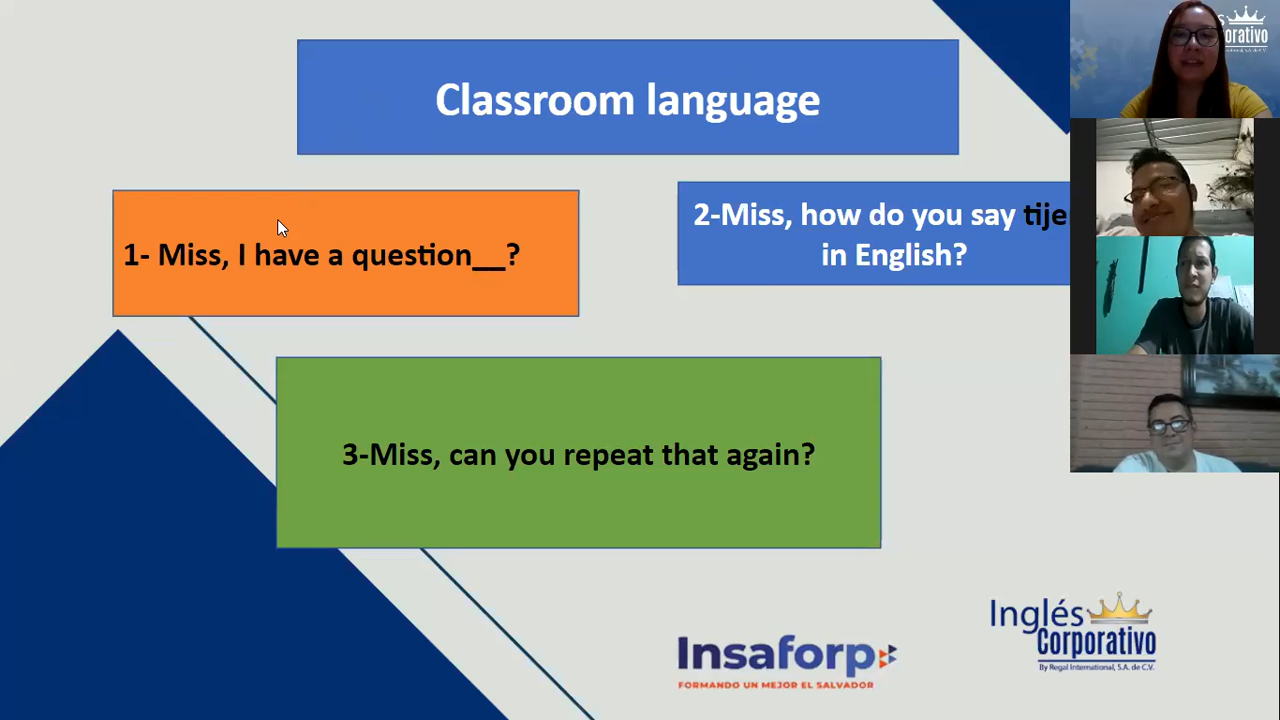 Classroom language
1- Miss, I have a question__?
2-Miss, how do you say
in English?
3-Miss, can you repeat that again?
Insaforp
FORMANDO UN MEJOR EL SALVADOR
Inglés
Corporativo
By Regal International, S.A. de C.V.